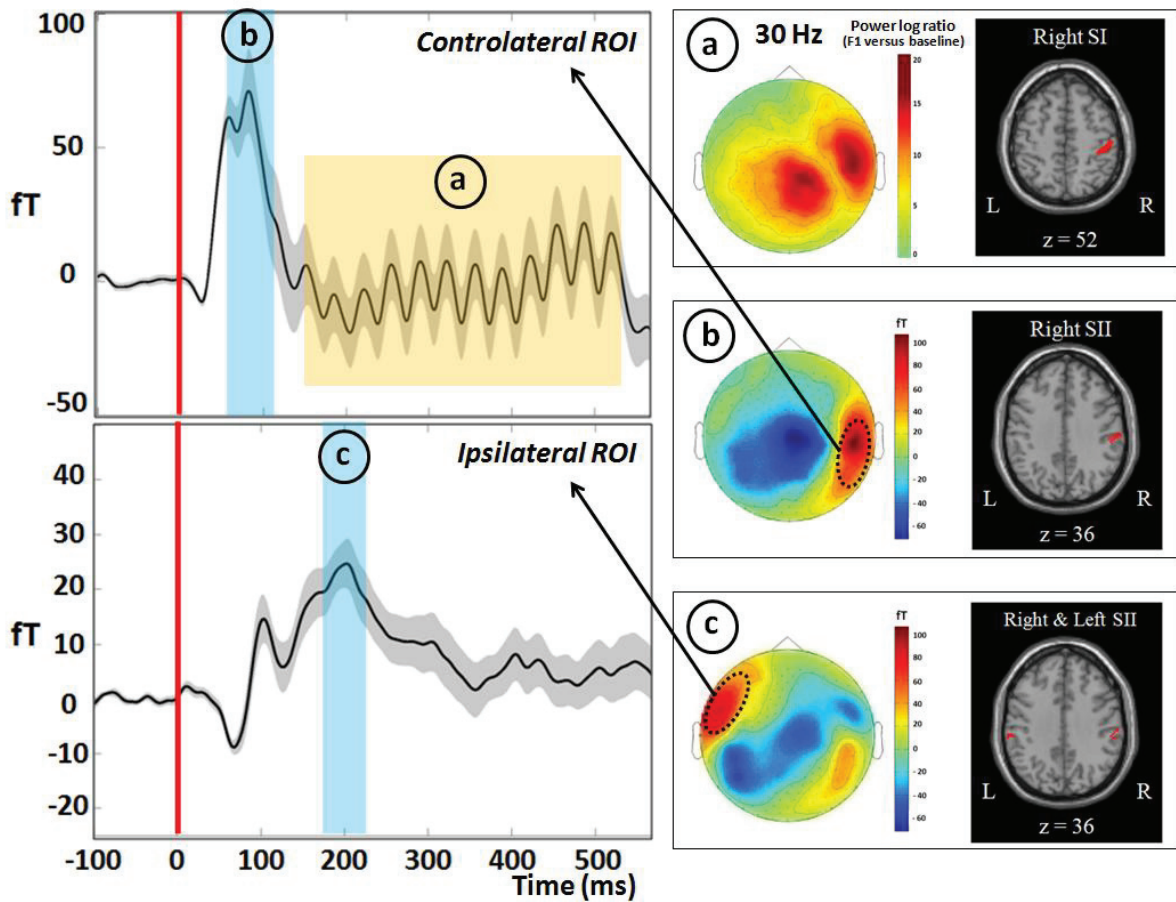 100
50
0
-50
fT
b
a
Controlateral ROI
40
30
20
10
0
-10
-20
fT
c
Ipsilateral ROI
-100 0 100 200 300 400 500
Time (ms)
a
30 Hz
Power log ratio
(F1 versus baseline)
20
15
10
5
0
Right SI
L R
z = 52
b
fT
100
80
60
40
20
0
- 20
- 40
- 60
Right SII
L R
z = 36
c
fT
100
80
60
40
20
0
- 20
- 40
- 60
Right & Left SII
L R
z = 36